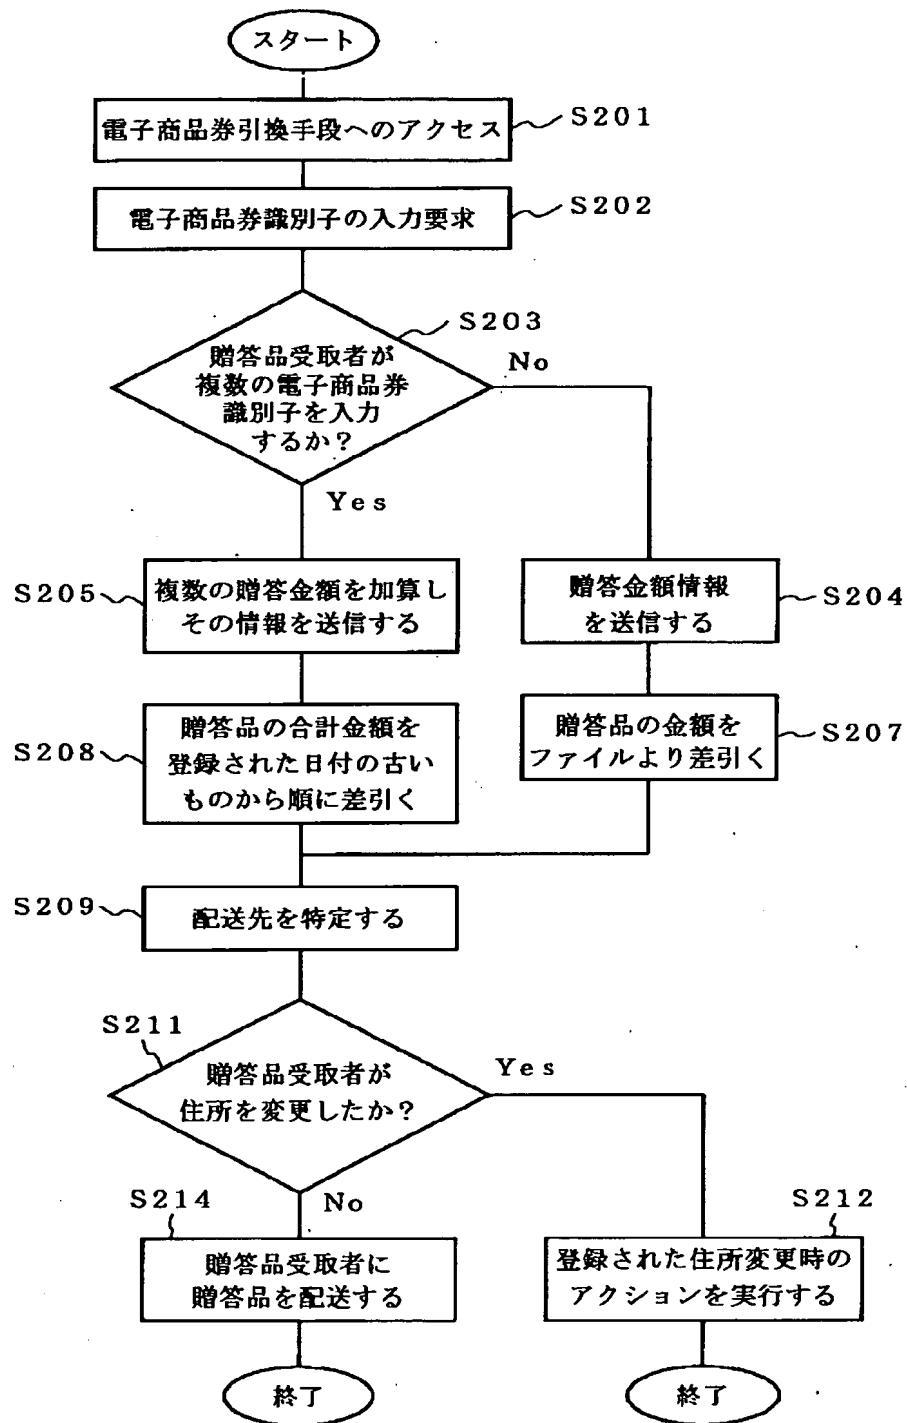 スタート
電子商品券引換手段へのアクセス
S201
電子商品券識別子の入力要求
S202
S203
贈答品受取者が
複数の電子商品券
識別子を入力
するか?
No
Yes
S205
複数の贈答金額を加算し
その情報を送信する
贈答金額情報
を送信する
S204
S208
贈答品の合計金額を
登録された日付の古い
ものから順に差引く
贈答品の金額を
ファイルより差引く
S207
S209
配送先を特定する
S211
贈答品受取者が
住所を変更したか?
Yes
No
S214
贈答品受取者に
贈答品を配送する
S212
登録された住所変更時の
アクションを実行する
終了
終了